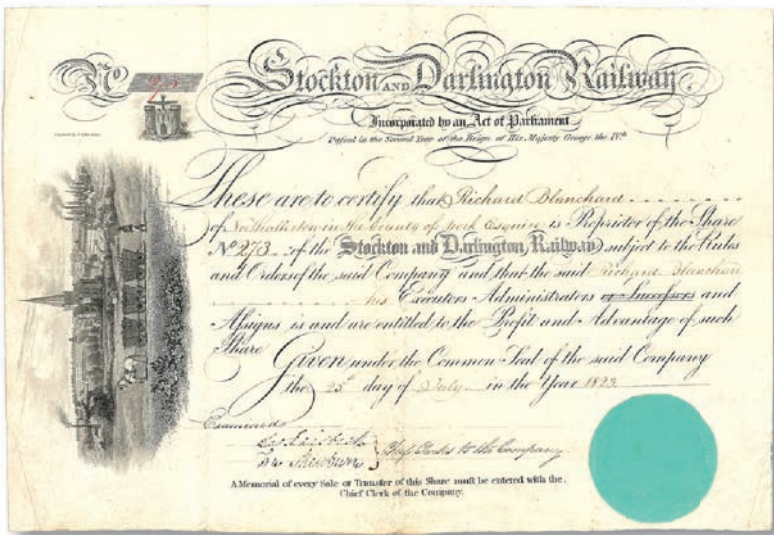 No
Stockton AND Darlington Railway
Incorporated by an Act of Parliament
Passed in the Second Year of the Reign of His Majesty George the IVth
These are to certify that Richard Blanchard
of Northallerton in the County of York Esquire is Proprietor of the Share
No 273 of the Stockton and Darlington Railway subject to the Rules
and Orders of the said Company and that the said Richard Blanchard
his Executors Administrators or Successors and
Assigns is and are entitled to the Profit and Advantage of such
Share Given under the Common Seal of the said Company
the 25th day of July in the Year 1823
Examined
Clerks to the Company
A Memorial of every Sale or Transfer of this Share must be entered with the
Chief Clerk of the Company.